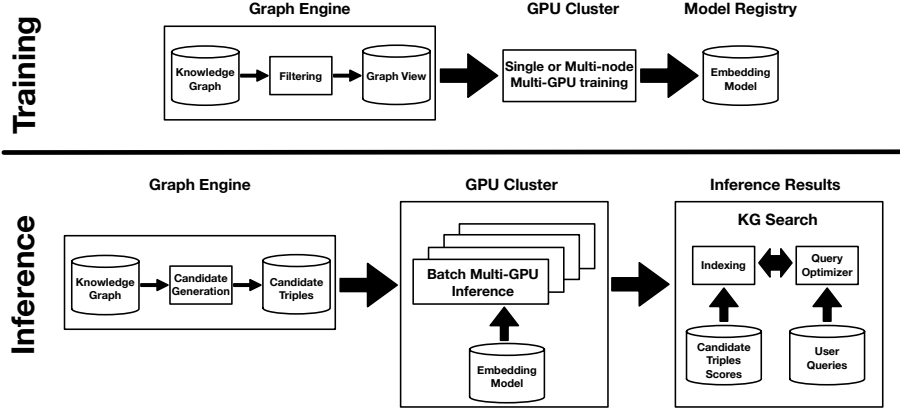 Training
Graph Engine
GPU Cluster
Model Registry
Knowledge
Graph
Filtering
Graph View
Single or Multi-node
Multi-GPU training
Embedding
Model
Inference
Graph Engine
GPU Cluster
Inference Results
Knowledge
Graph
Candidate
Generation
Candidate
Triples
Batch Multi-GPU
Inference
Embedding
Model
KG Search
Indexing
Query
Optimizer
Candidate
Triples
Scores
User
Queries